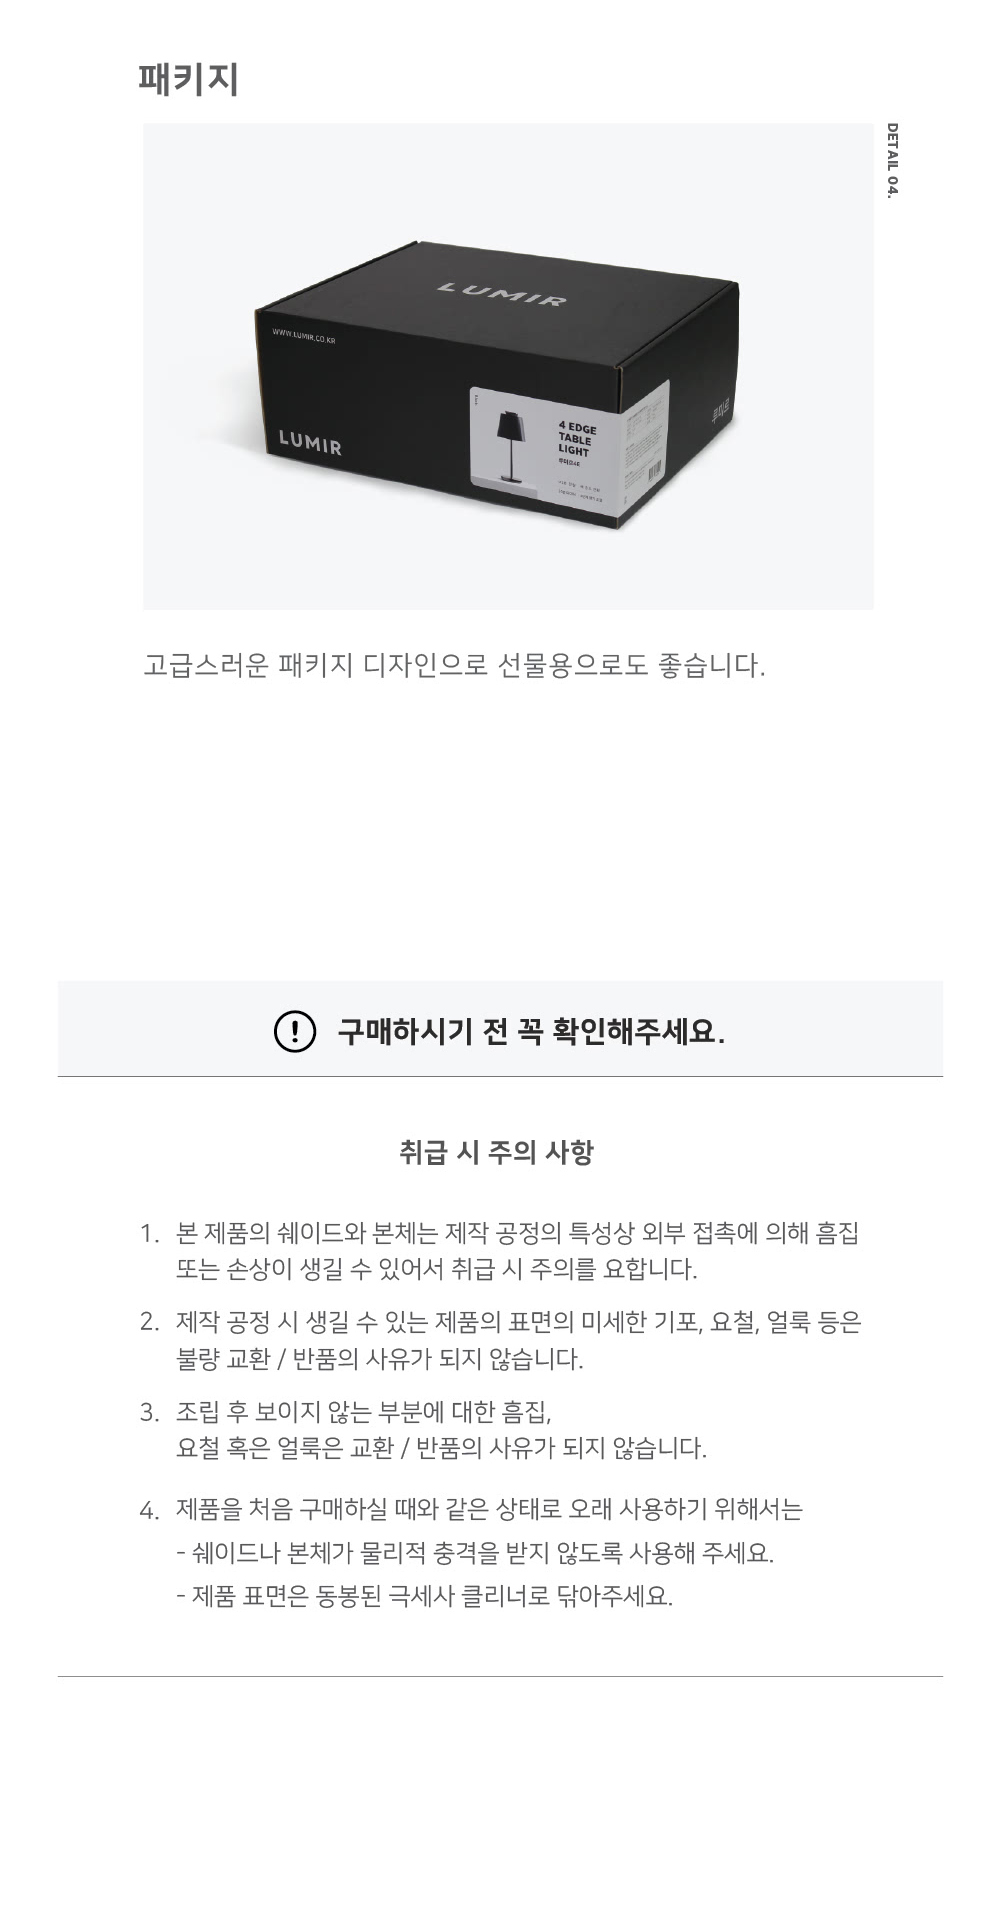 패키지
DETAIL 04.
LUMIR
WWW.LUMIR.CO.KR
LUMIR
4 EDGE
TABLE
LIGHT
루미르
고급스러운 패키지 디자인으로 선물용으로도 좋습니다.
구매하시기 전 꼭 확인해주세요.
취급 시 주의 사항
1. 본 제품의 쉐이드와 본체는 제작 공정의 특성상 외부 접촉에 의해 흠집
또는 손상이 생길 수 있어서 취급 시 주의를 요합니다.
2. 제작 공정 시 생길 수 있는 제품의 표면의 미세한 기포, 요철, 얼룩 등은
불량 교환 / 반품의 사유가 되지 않습니다.
3. 조립 후 보이지 않는 부분에 대한 흠집,
요철 혹은 얼룩은 교환 / 반품의 사유가 되지 않습니다.
4. 제품을 처음 구매하실 때와 같은 상태로 오래 사용하기 위해서는
- 쉐이드나 본체가 물리적 충격을 받지 않도록 사용해 주세요.
- 제품 표면은 동봉된 극세사 클리너로 닦아주세요.